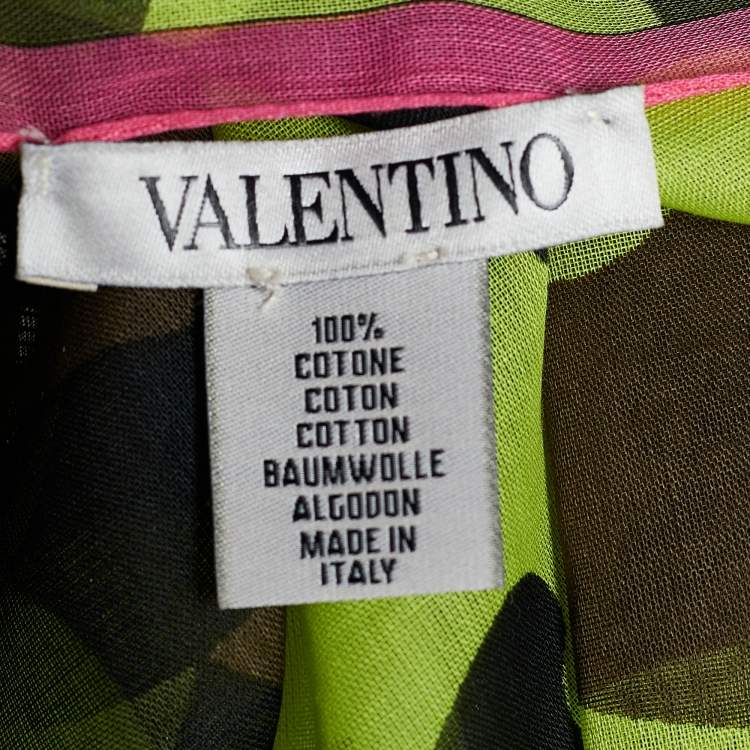 VALENTINO
100%
COTONE
COTON
COTTON
BAUMWOLLE
ALGODON
MADE IN
ITALY